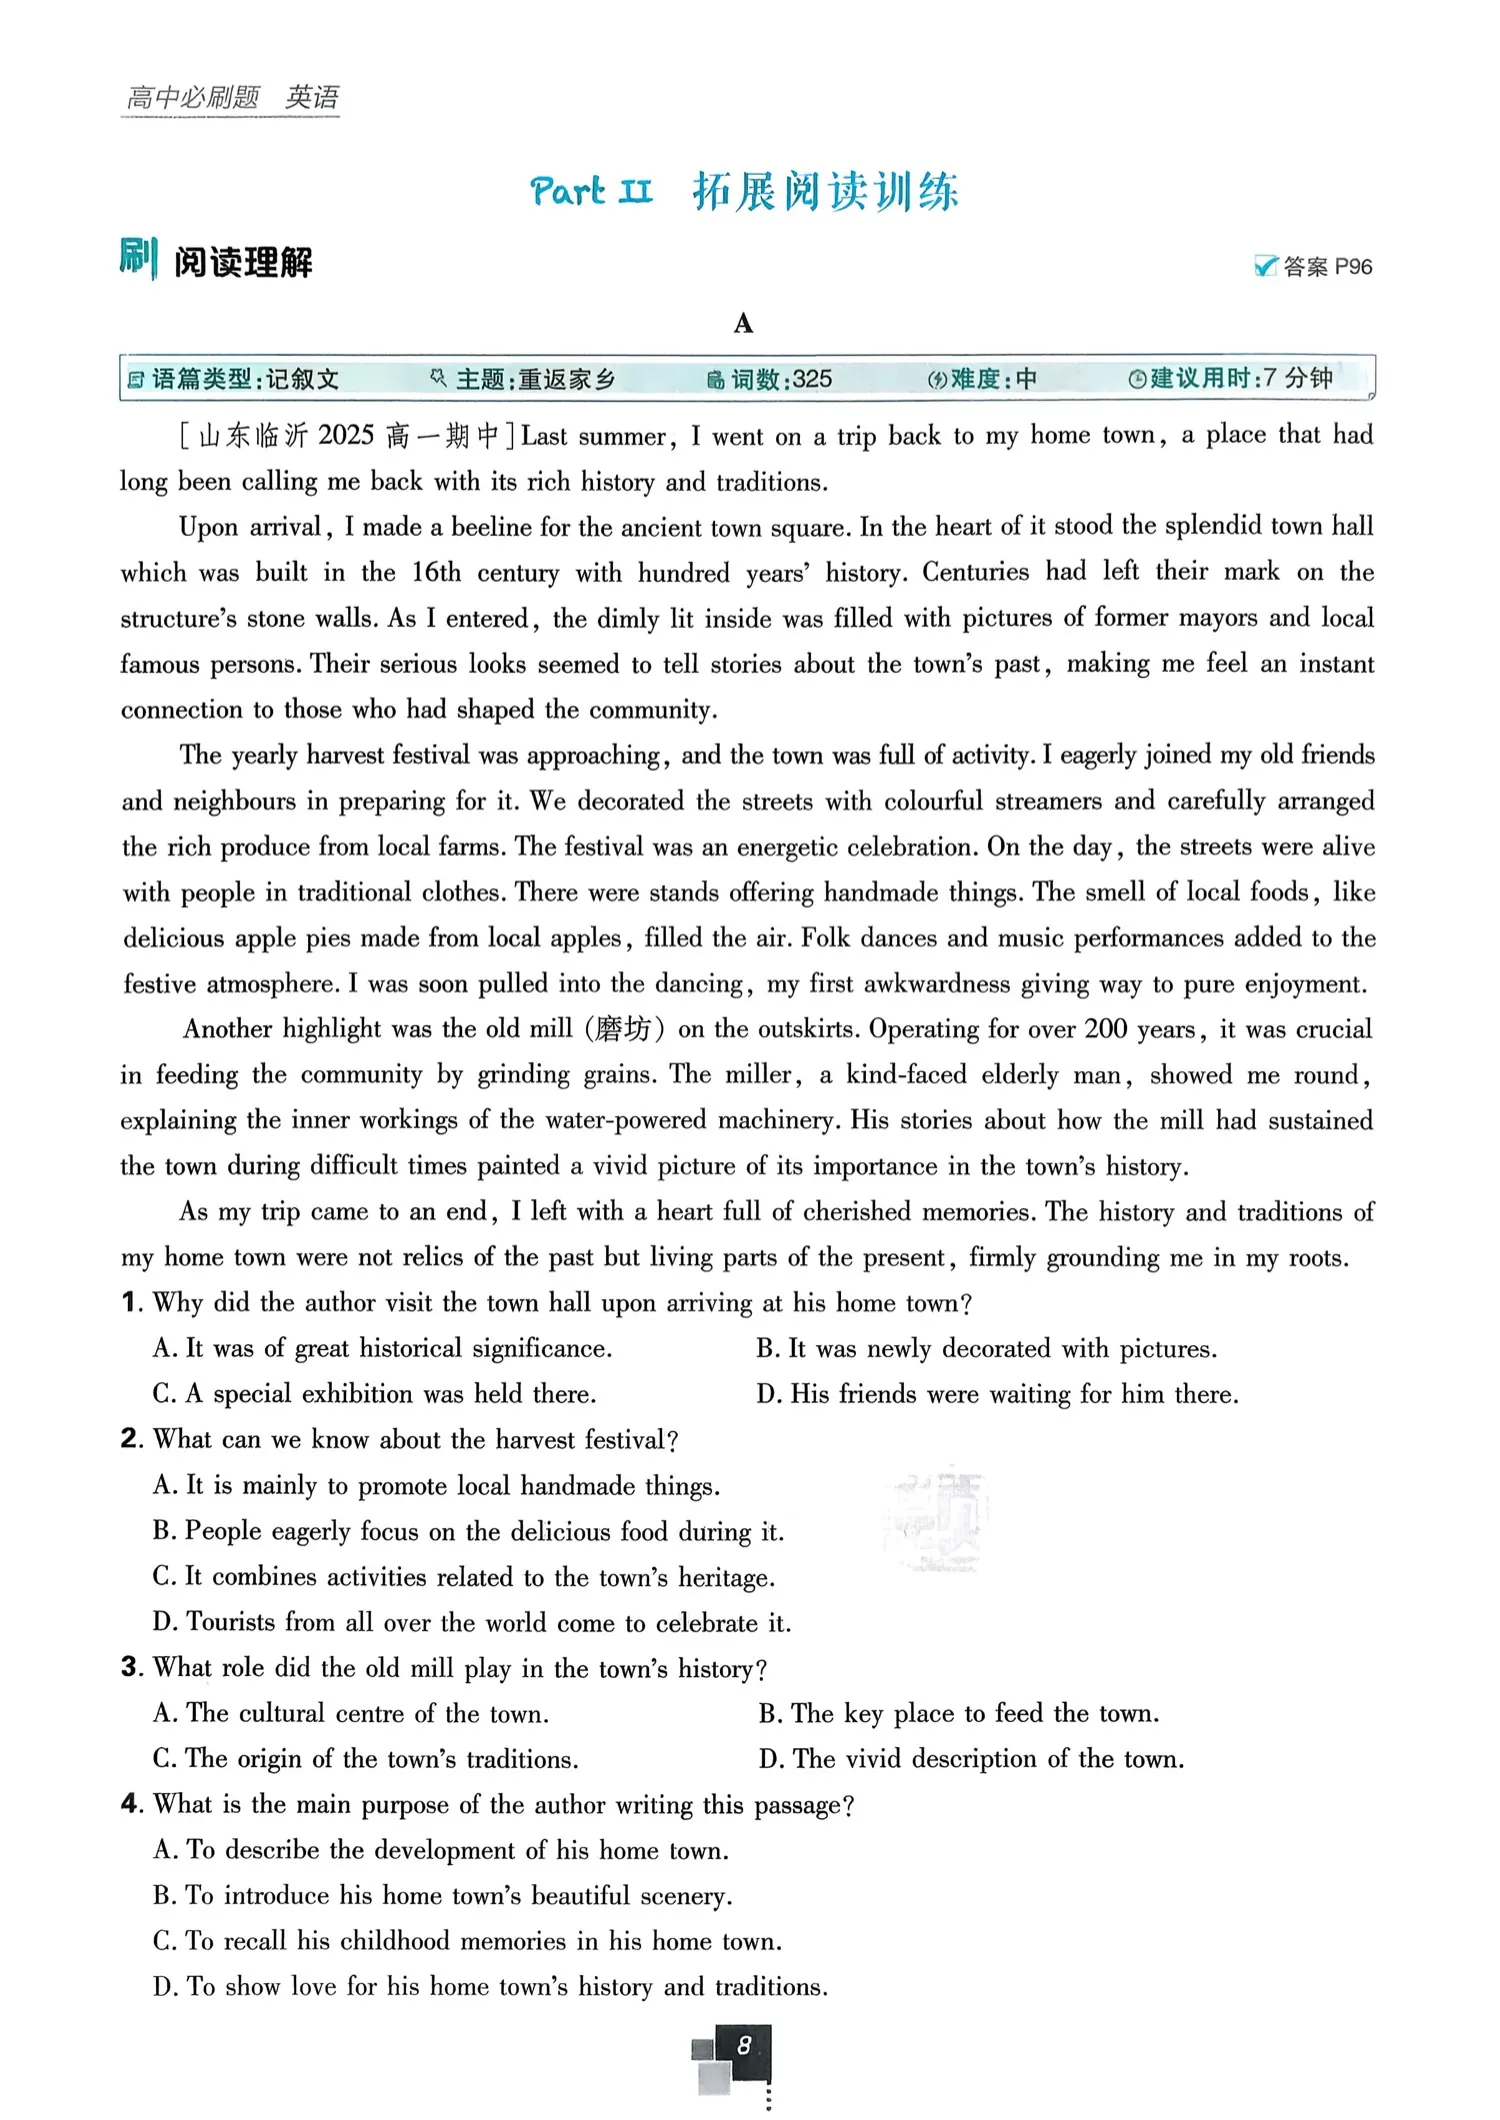 高中必刷题 英语
Part II 拓展阅读训练
刷 阅读理解
答案 P96
A
语篇类型:记叙文 主题:重返家乡 词数:325 难度:中 建议用时:7 分钟
[山东临沂 2025 高一期中]Last summer, I went on a trip back to my home town, a place that had
long been calling me back with its rich history and traditions.
Upon arrival, I made a beeline for the ancient town square. In the heart of it stood the splendid town hall
which was built in the 16th century with hundred years' history. Centuries had left their mark on the
structure's stone walls. As I entered, the dimly lit inside was filled with pictures of former mayors and local
famous persons. Their serious looks seemed to tell stories about the town's past, making me feel an instant
connection to those who had shaped the community.
The yearly harvest festival was approaching, and the town was full of activity. I eagerly joined my old friends
and neighbours in preparing for it. We decorated the streets with colourful streamers and carefully arranged
the rich produce from local farms. The festival was an energetic celebration. On the day, the streets were alive
with people in traditional clothes. There were stands offering handmade things. The smell of local foods, like
delicious apple pies made from local apples, filled the air. Folk dances and music performances added to the
festive atmosphere. I was soon pulled into the dancing, my first awkwardness giving way to pure enjoyment.
Another highlight was the old mill (磨坊) on the outskirts. Operating for over 200 years, it was crucial
in feeding the community by grinding grains. The miller, a kind-faced elderly man, showed me round,
explaining the inner workings of the water-powered machinery. His stories about how the mill had sustained
the town during difficult times painted a vivid picture of its importance in the town's history.
As my trip came to an end, I left with a heart full of cherished memories. The history and traditions of
my home town were not relics of the past but living parts of the present, firmly grounding me in my roots.
1. Why did the author visit the town hall upon arriving at his home town?
A. It was of great historical significance. B. It was newly decorated with pictures.
C. A special exhibition was held there. D. His friends were waiting for him there.
2. What can we know about the harvest festival?
A. It is mainly to promote local handmade things.
B. People eagerly focus on the delicious food during it.
C. It combines activities related to the town's heritage.
D. Tourists from all over the world come to celebrate it.
3. What role did the old mill play in the town's history?
A. The cultural centre of the town. B. The key place to feed the town.
C. The origin of the town's traditions. D. The vivid description of the town.
4. What is the main purpose of the author writing this passage?
A. To describe the development of his home town.
B. To introduce his home town's beautiful scenery.
C. To recall his childhood memories in his home town.
D. To show love for his home town's history and traditions.
8